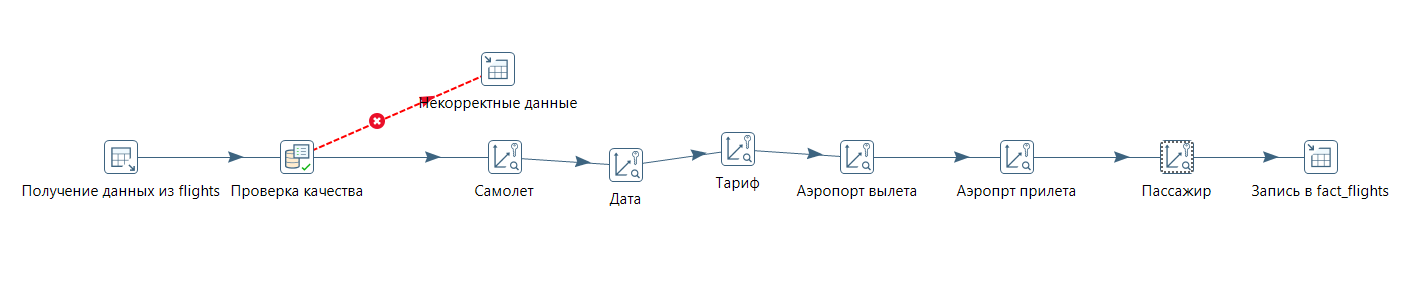 Некорректные данные
Получение данных из flights
Проверка качества
Самолет
Дата
Тариф
Аэропорт вылета
Аэропрт прилета
Пассажир
Запись в fact_flights